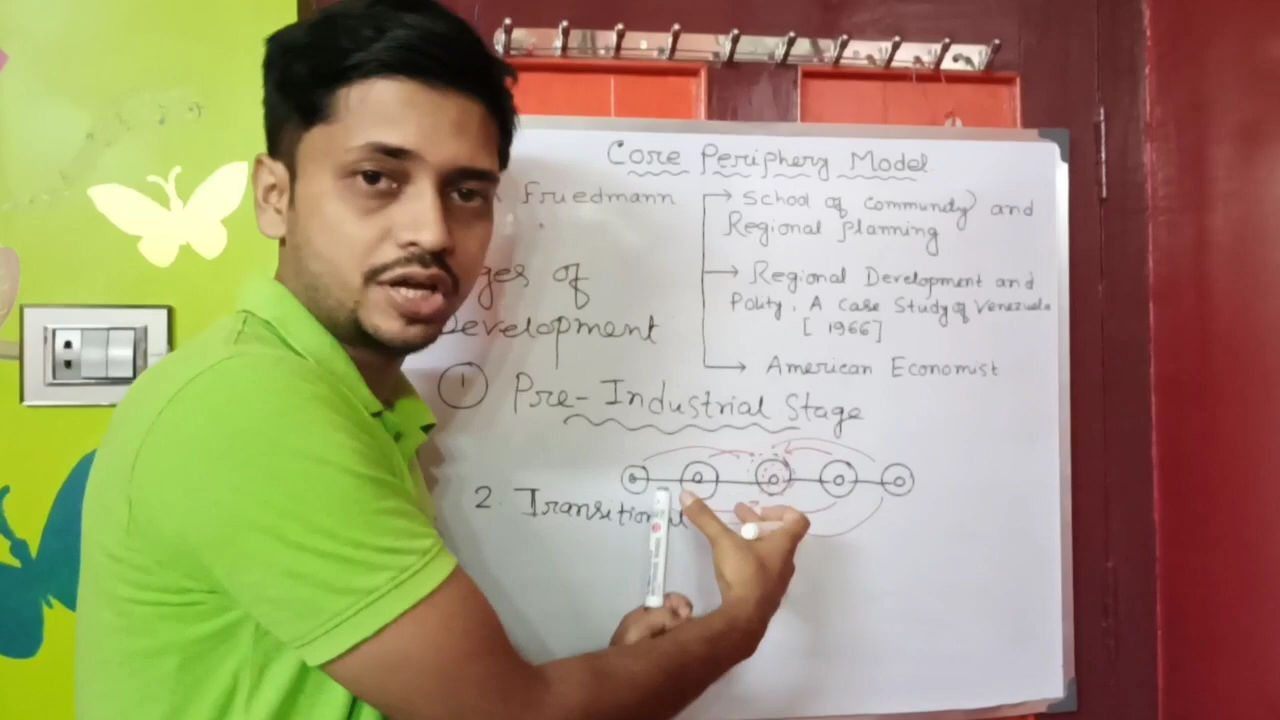 Core Periphery Model
Friedmann
School of Community and
Regional Planning
Regional Development and
Polity, A Case Study of Venezuela
[ 1966]
American Economist
ges of
Development
1 Pre-Industrial Stage
2. Transition